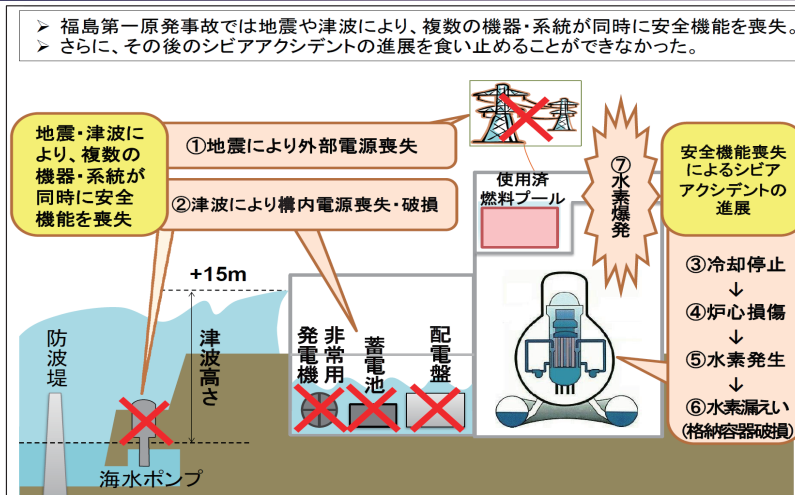 ➢ 福島第一原発事故では地震や津波により、複数の機器・系統が同時に安全機能を喪失。
➢ さらに、その後のシビアアクシデントの進展を食い止めることができなかった。
地震・津波に
より、複数の
機器・系統が
同時に安全
機能を喪失
①地震により外部電源喪失
②津波により構内電源喪失・破損
使用済
燃料プール
⑦水素爆発
安全機能喪失
によるシビア
アクシデントの
進展
③冷却停止
↓
④炉心損傷
↓
⑤水素発生
↓
⑥水素漏えい
(格納容器破損)
+15m
津波高さ
防波堤
海水ポンプ
非常用
発電機
蓄電池
配電盤